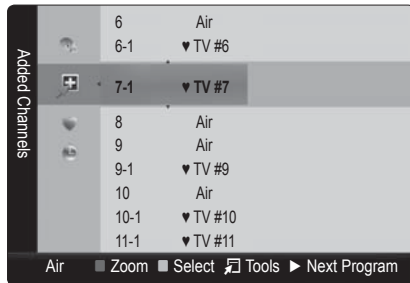 Added Channels
6 Air
6-1 ♥ TV #6
7-1 ♥ TV #7
8 Air
9 Air
9-1 ♥ TV #9
10 Air
10-1 ♥ TV #10
11-1 ♥ TV #11
Air Zoom Select Tools ► Next Program